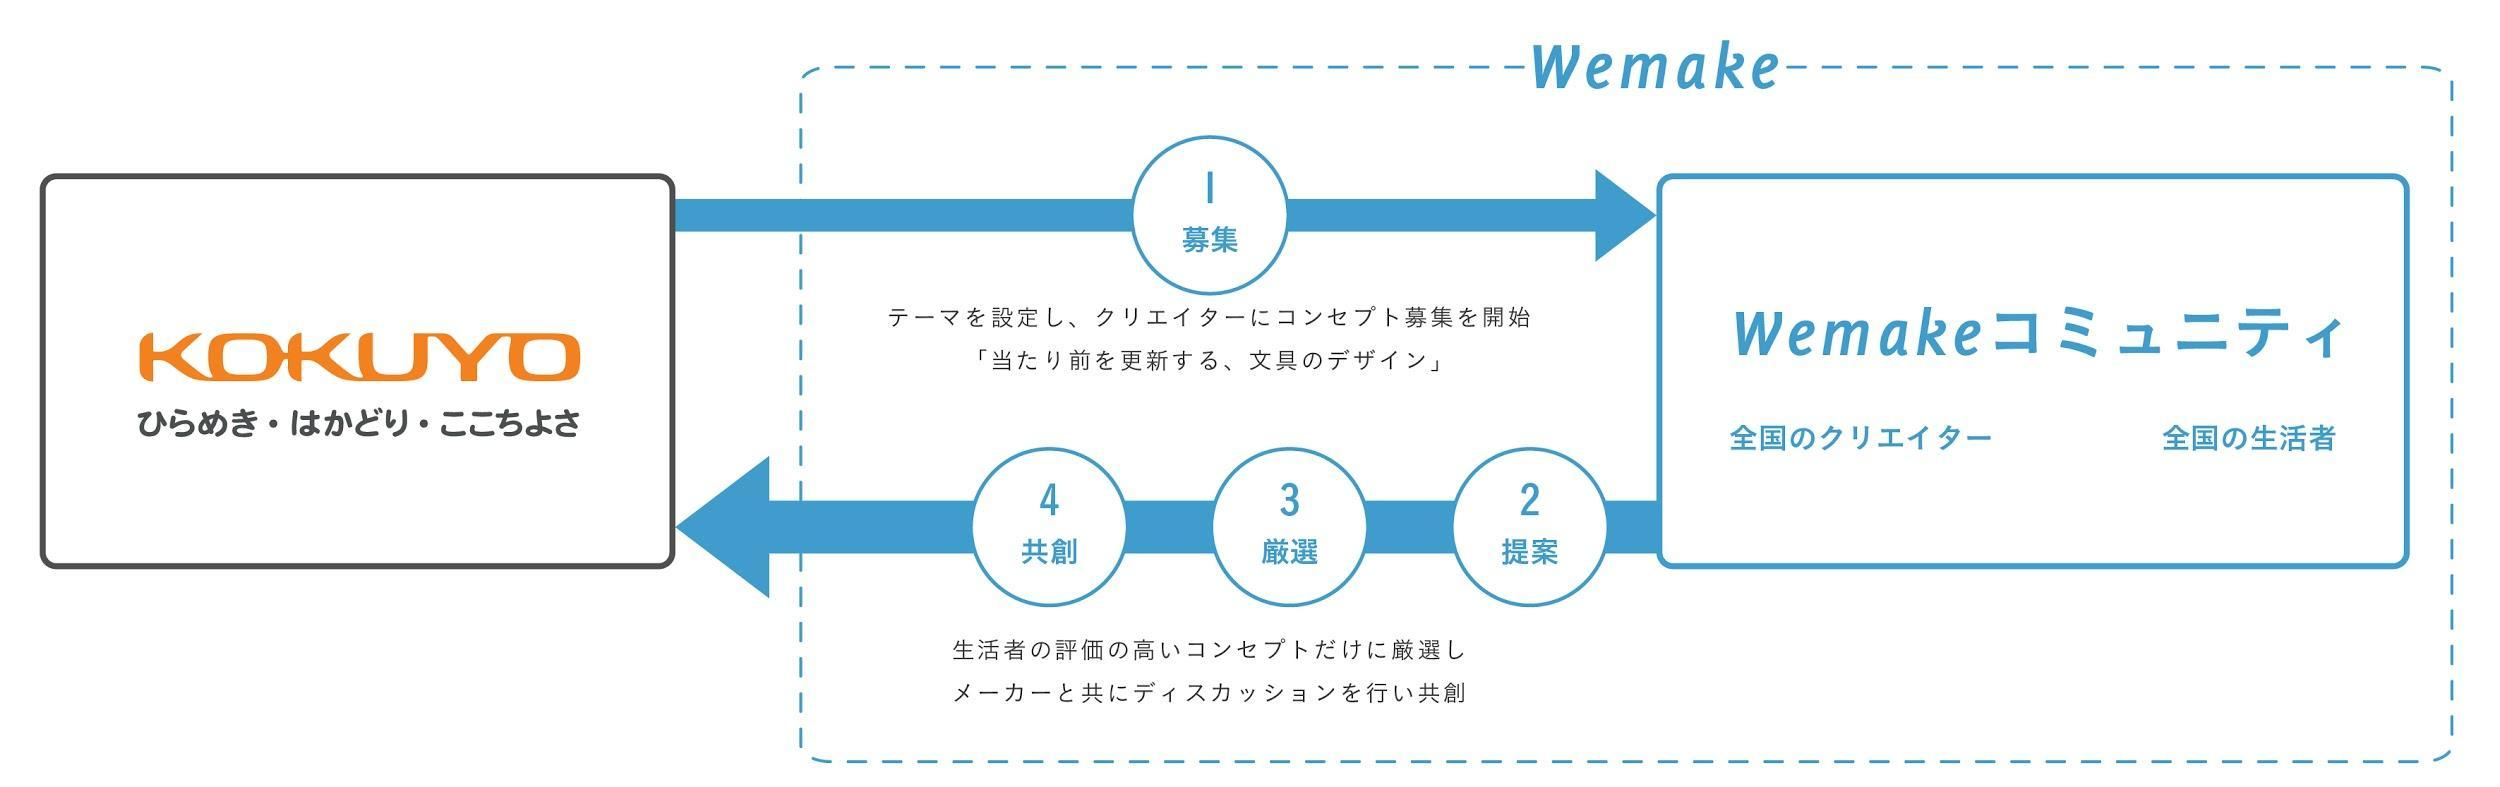 Wemake
1
募集
テーマを設定し、クリエイターにコンセプト募集を開始
「当たり前を更新する、文具のデザイン」
KOKUYO
ひらめき・はかどり・ここちよさ
Wemakeコミュニティ
全国のクリエイター 全国の生活者
4
共創
3
厳選
2
提案
生活者の評価の高いコンセプトだけに厳選し
メーカーと共にディスカッションを行い共創